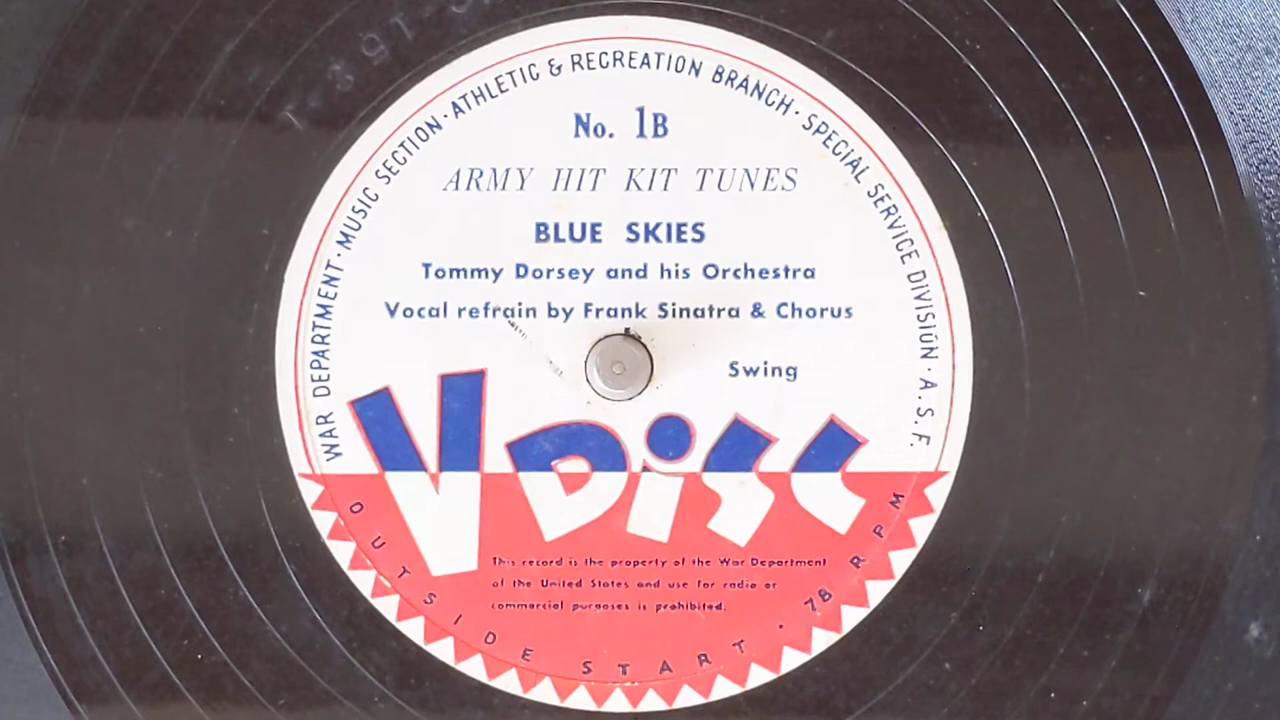 WAR DEPARTMENT · MUSIC SECTION · ATHLETIC & RECREATION BRANCH · SPECIAL SERVICE DIVISION · A.S.F.
No. 1B
ARMY HIT KIT TUNES
BLUE SKIES
Tommy Dorsey and his Orchestra
Vocal refrain by Frank Sinatra & Chorus
Swing
V DiSC
This record is the property of the War Department
of the United States and use for radio or
commercial purposes is prohibited.
OUTSIDE START · 78 RPM